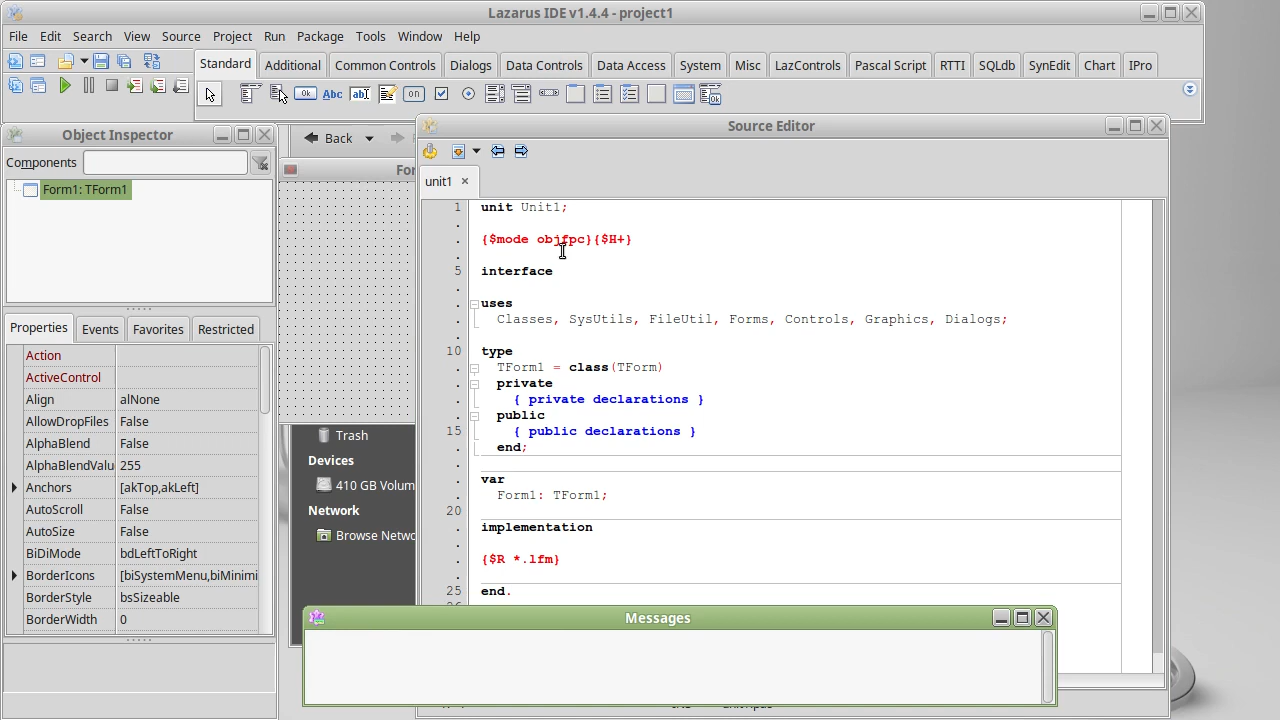 Lazarus IDE v1.4.4 - project1
File Edit Search View Source Project Run Package Tools Window Help
Standard Additional Common Controls Dialogs Data Controls Data Access System Misc LazControls Pascal Script RTTI SQLdb SynEdit Chart IPro
Ok Abc abI on Ok
Object Inspector
Components
Form1: TForm1
Properties Events Favorites Restricted
Action
ActiveControl
Align alNone
AllowDropFiles False
AlphaBlend False
AlphaBlendValu 255
Anchors [akTop,akLeft]
AutoScroll False
AutoSize False
BiDiMode bdLeftToRight
BorderIcons [biSystemMenu,biMinimi
BorderStyle bsSizeable
BorderWidth 0
Back
For
Trash
Devices
410 GB Volum
Network
Browse Netwo
Source Editor
unit1
1 unit Unit1;
{$mode objfpc}{$H+}
5 interface
uses
Classes, SysUtils, FileUtil, Forms, Controls, Graphics, Dialogs;
10 type
TForm1 = class(TForm)
private
{ private declarations }
public
15 { public declarations }
end;
var
Form1: TForm1;
20
implementation
{$R *.lfm}
25 end.
Messages